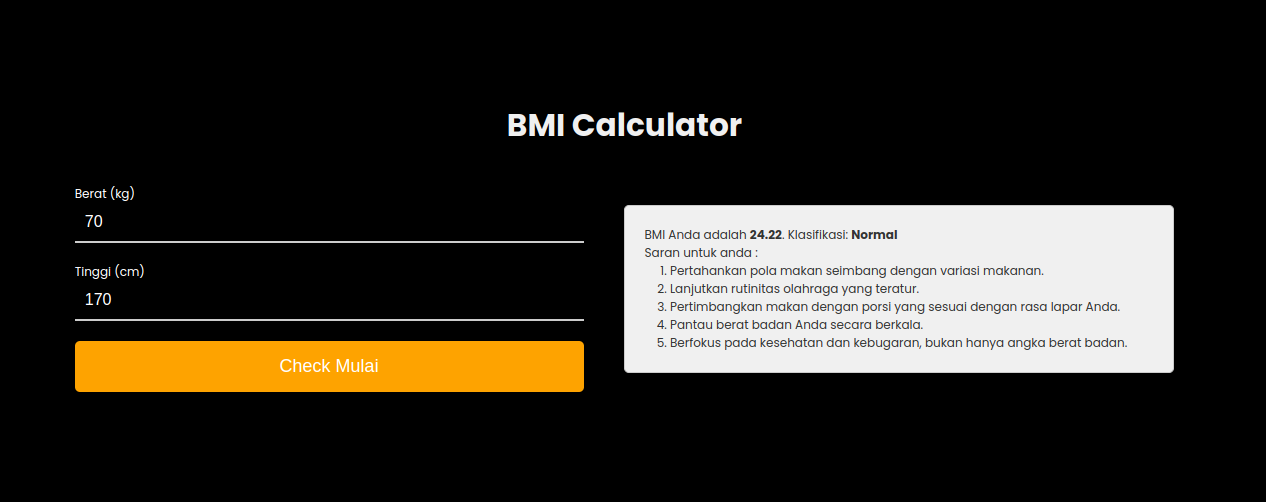 BMI Calculator
Berat (kg)
70
Tinggi (cm)
170
Check Mulai
BMI Anda adalah 24.22. Klasifikasi: Normal
Saran untuk anda :
1. Pertahankan pola makan seimbang dengan variasi makanan.
2. Lanjutkan rutinitas olahraga yang teratur.
3. Pertimbangkan makan dengan porsi yang sesuai dengan rasa lapar Anda.
4. Pantau berat badan Anda secara berkala.
5. Berfokus pada kesehatan dan kebugaran, bukan hanya angka berat badan.